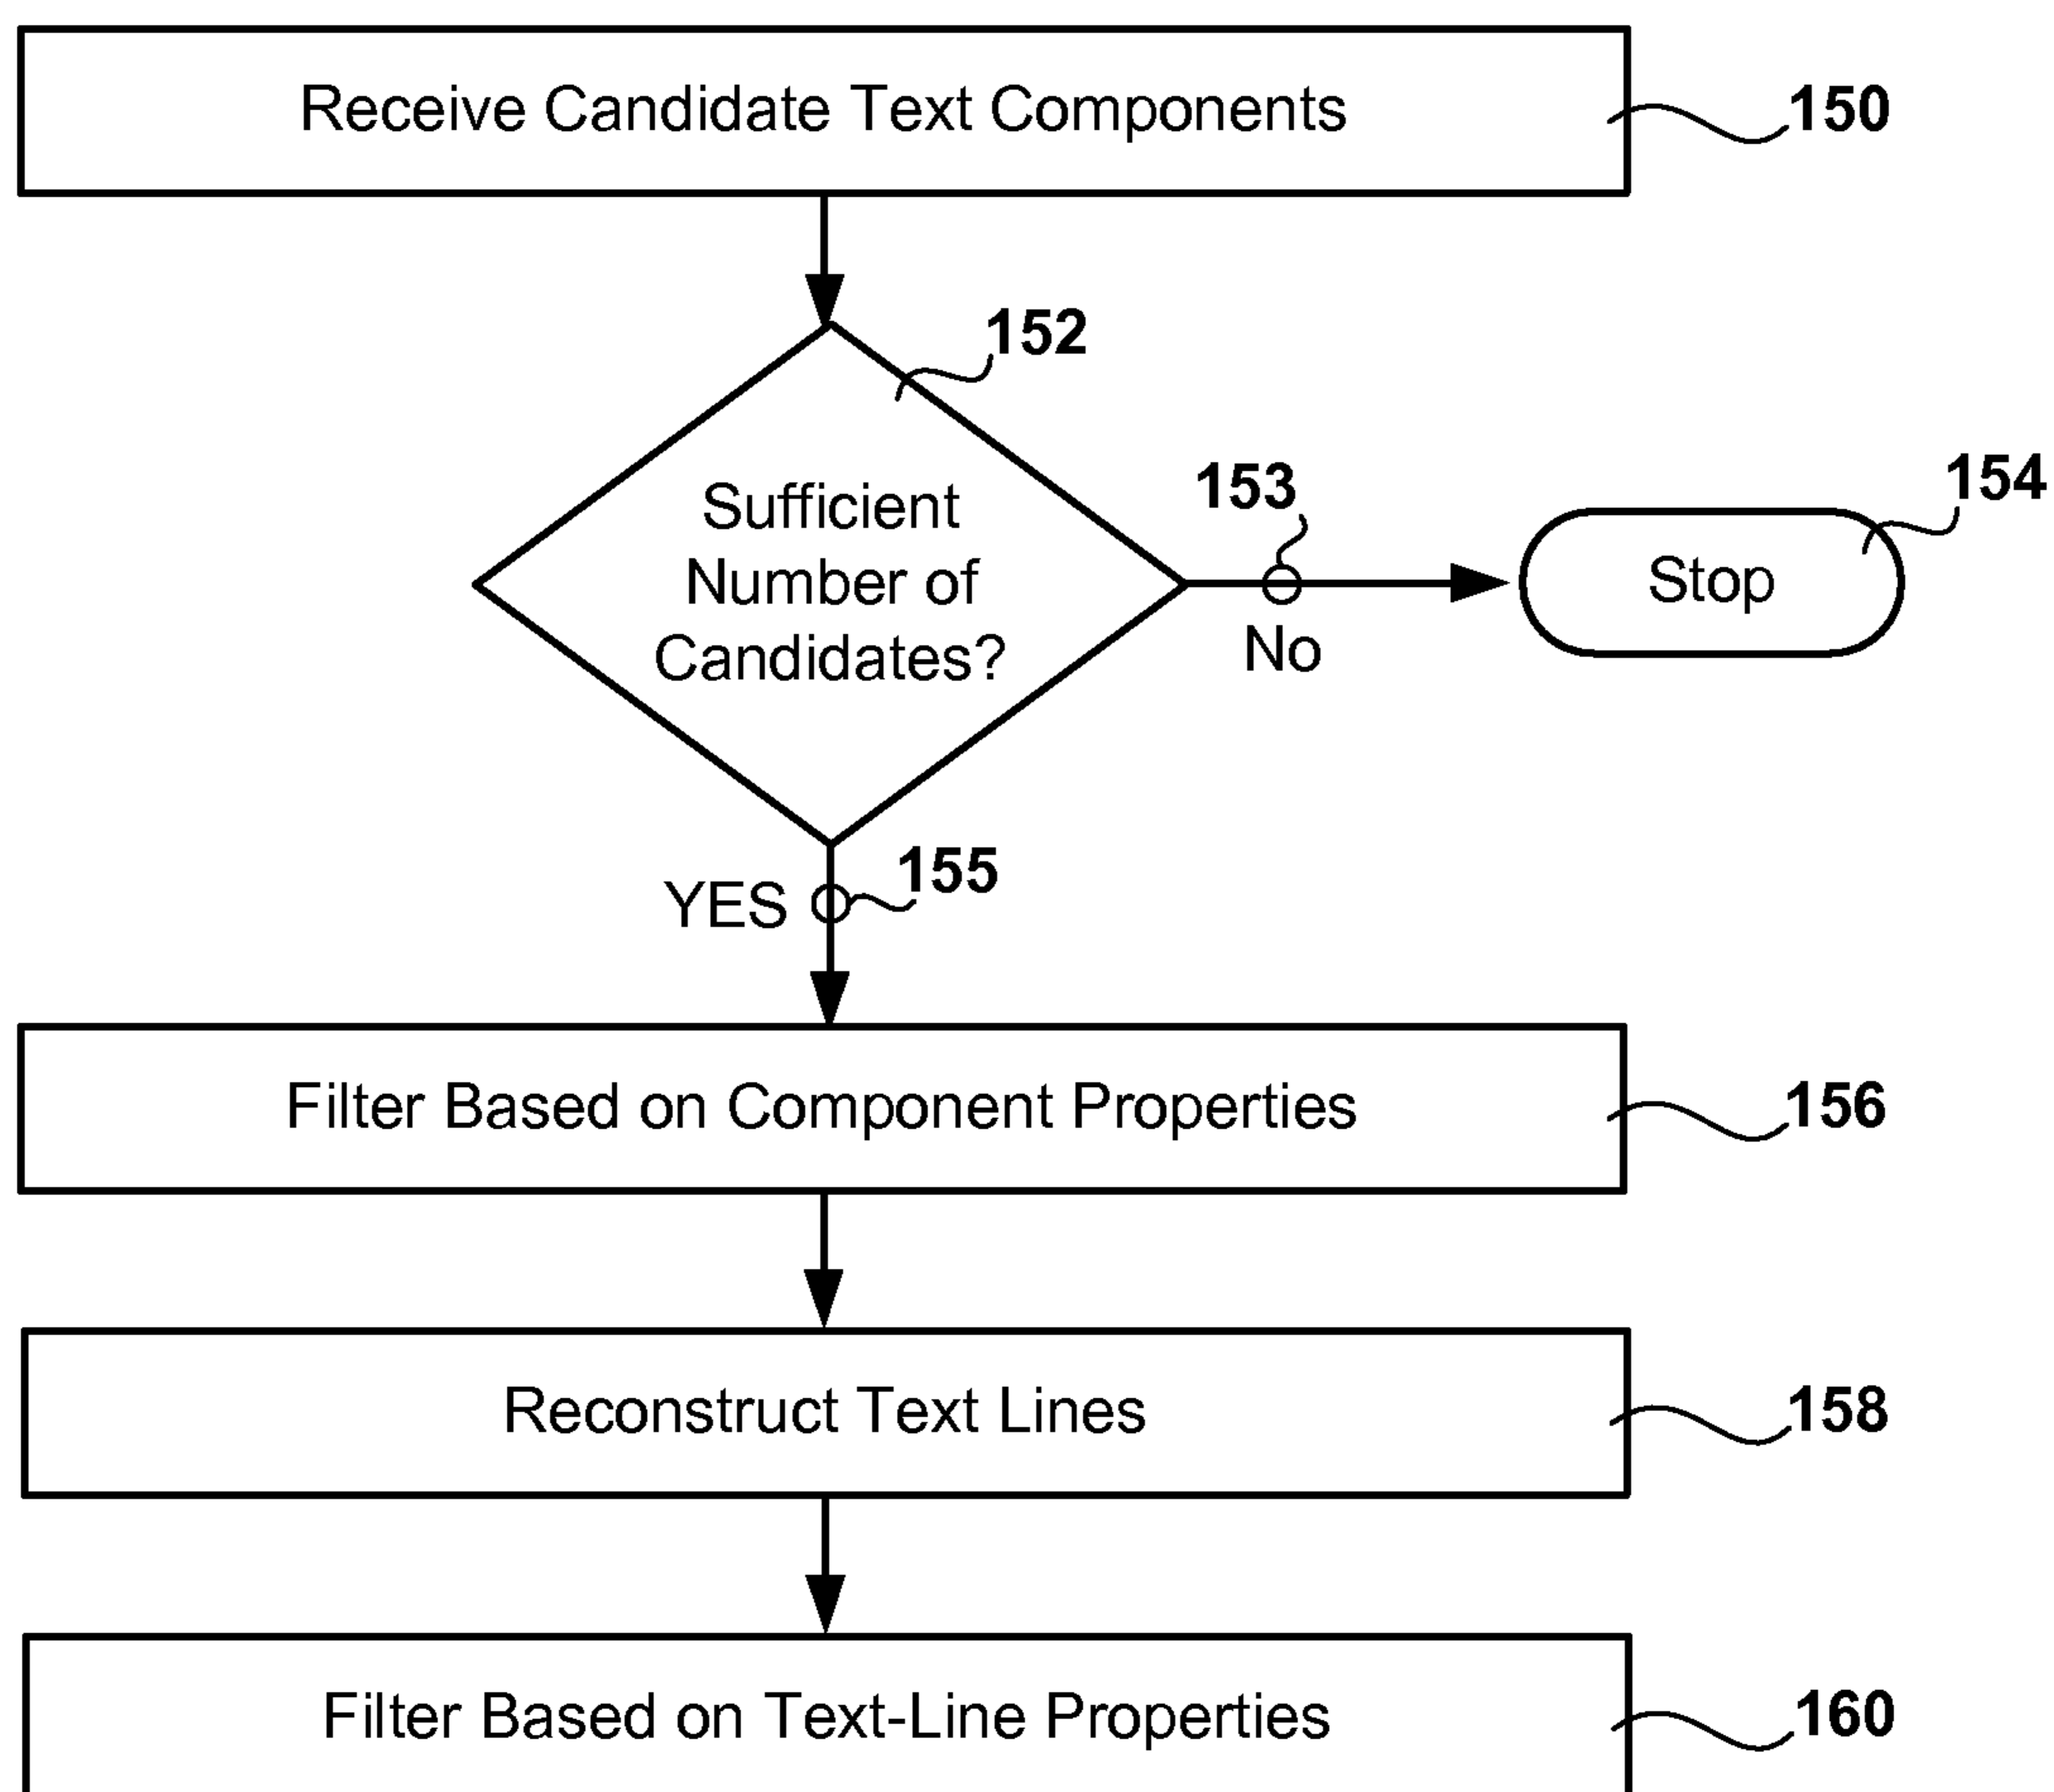 Receive Candidate Text Components
150
152
Sufficient
Number of
Candidates?
153
No
154
Stop
YES
155
Filter Based on Component Properties
156
Reconstruct Text Lines
158
Filter Based on Text-Line Properties
160